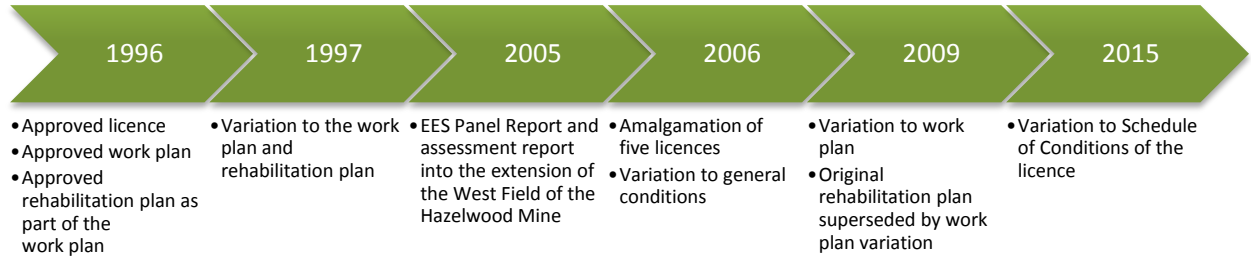 1996
1997
2005
2006
2009
2015
•Approved licence
•Approved work plan
•Approved
rehabilitation plan as
part of the
work plan
•Variation to the work
plan and
rehabilitation plan
•EES Panel Report and
assessment report
into the extension of
the West Field of the
Hazelwood Mine
•Amalgamation of
five licences
•Variation to general
conditions
•Variation to work
plan
•Original
rehabilitation plan
superseded by work
plan variation
•Variation to Schedule
of Conditions of the
licence